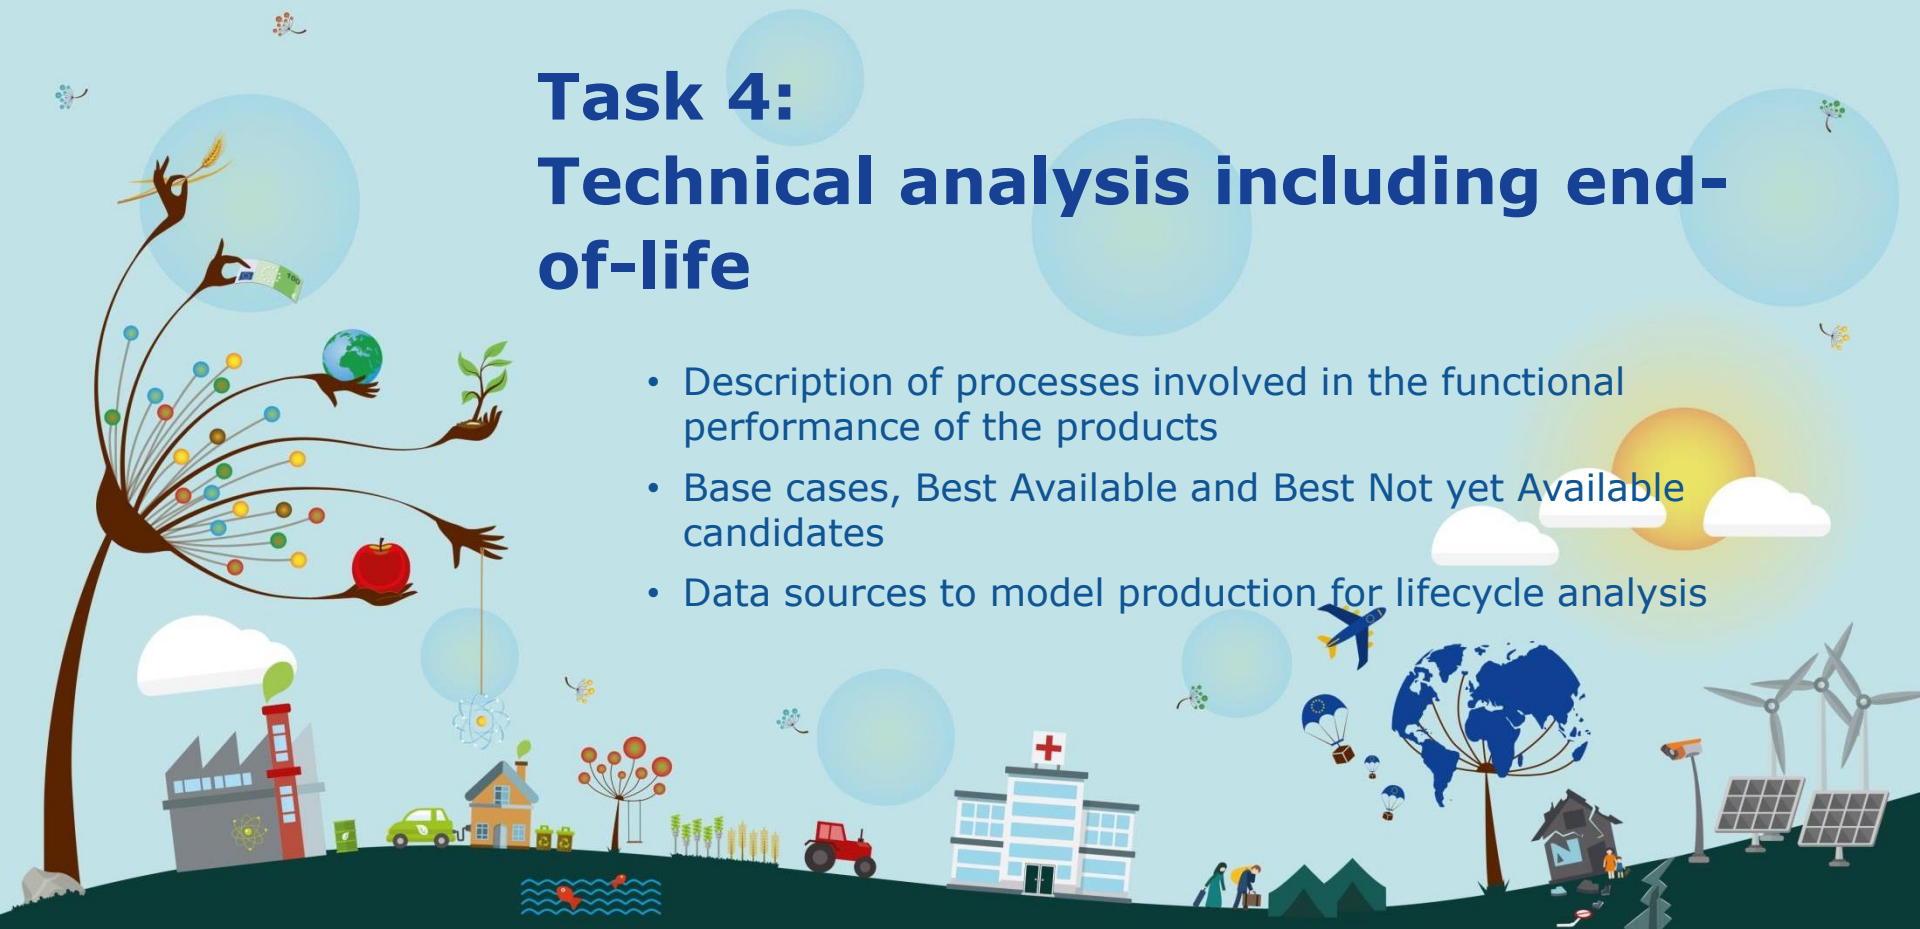 Task 4:
Technical analysis including end-
of-life
• Description of processes involved in the functional
performance of the products
• Base cases, Best Available and Best Not yet Available
candidates
• Data sources to model production for lifecycle analysis
100